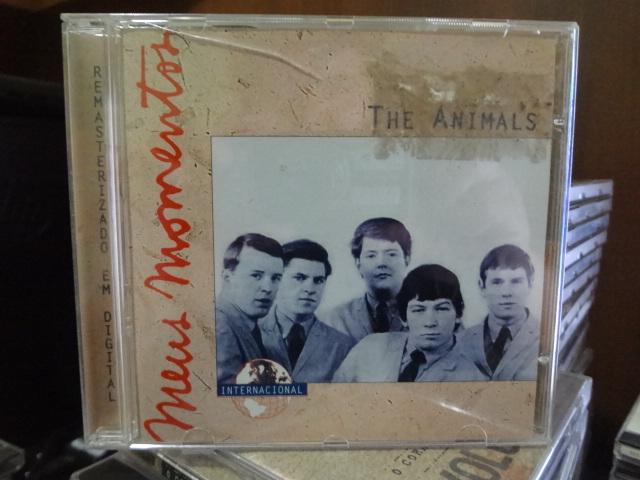 REMASTERIZADO EM DIGITAL
Meus Momentos
THE ANIMALS
INTERNACIONAL